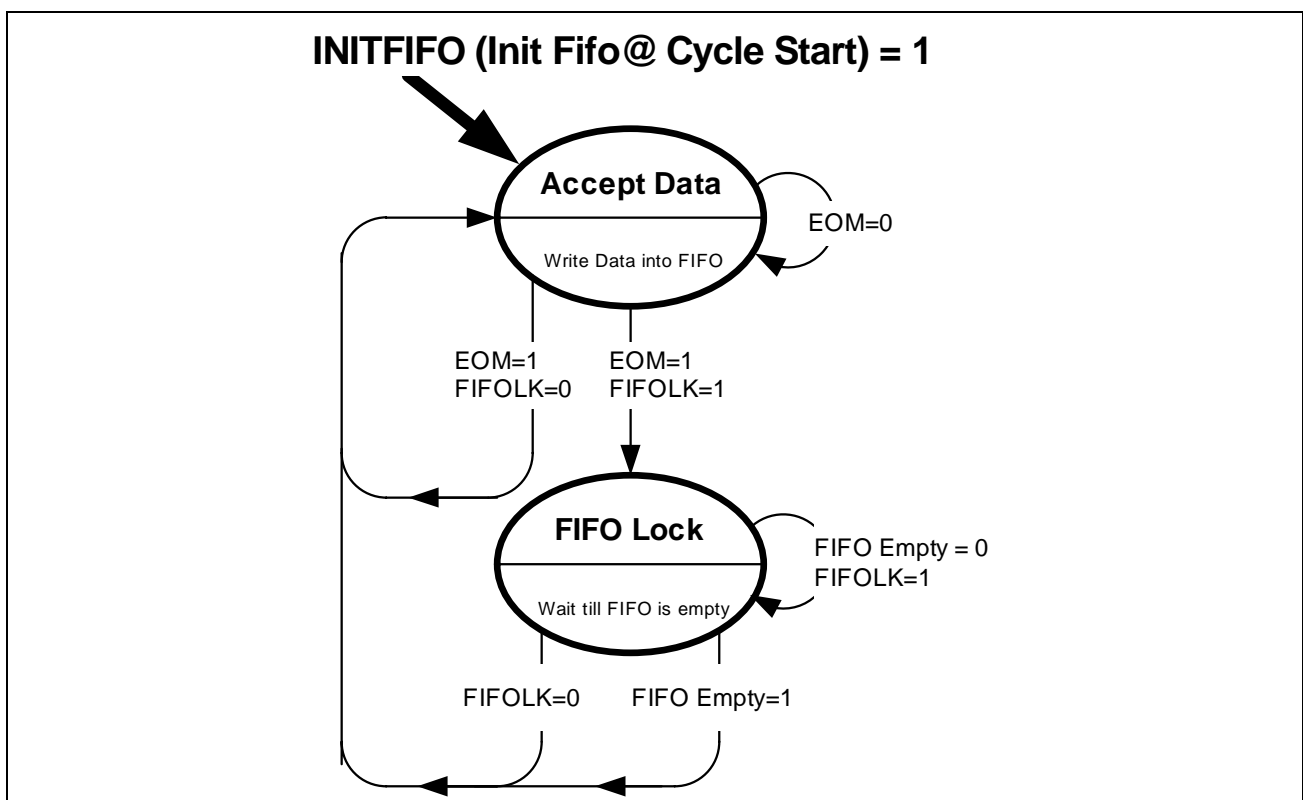 INITFIFO (Init Fifo@ Cycle Start) = 1
Accept Data
EOM=0
Write Data into FIFO
EOM=1
FIFOLK=0
EOM=1
FIFOLK=1
FIFO Lock
FIFO Empty = 0
FIFOLK=1
Wait till FIFO is empty
FIFOLK=0
FIFO Empty=1